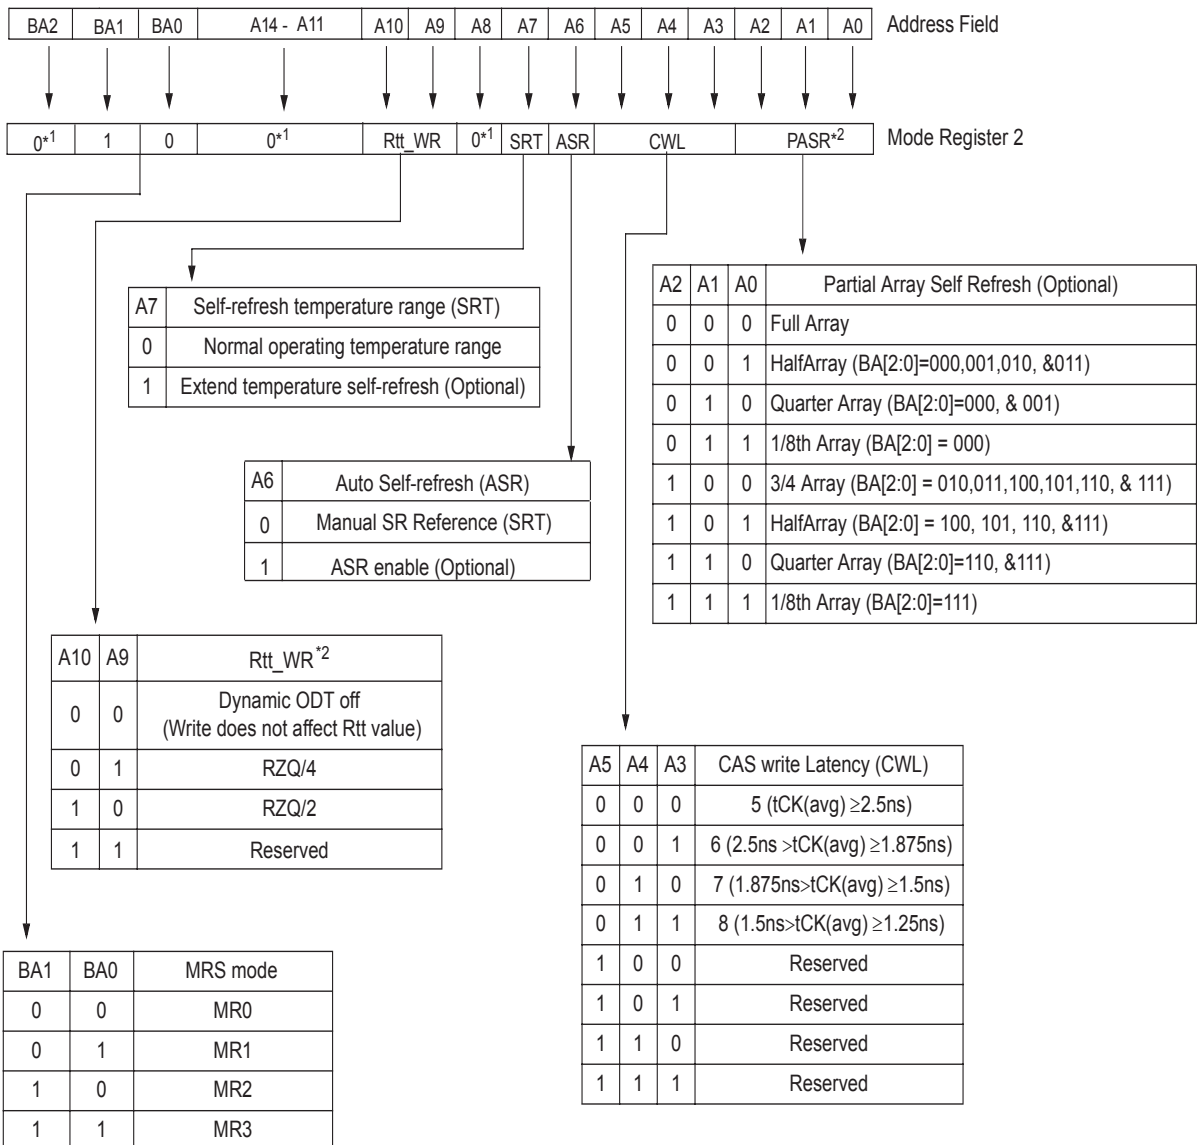 BA2 BA1 BA0 A14 - A11 A10 A9 A8 A7 A6 A5 A4 A3 A2 A1 A0 Address Field
0*1 1 0 0*1 Rtt_WR 0*1 SRT ASR CWL PASR*2 Mode Register 2
A7 Self-refresh temperature range (SRT)
0 Normal operating temperature range
1 Extend temperature self-refresh (Optional)
A2 A1 A0 Partial Array Self Refresh (Optional)
0 0 0 Full Array
0 0 1 HalfArray (BA[2:0]=000,001,010, &011)
0 1 0 Quarter Array (BA[2:0]=000, & 001)
0 1 1 1/8th Array (BA[2:0] = 000)
1 0 0 3/4 Array (BA[2:0] = 010,011,100,101,110, & 111)
1 0 1 HalfArray (BA[2:0] = 100, 101, 110, &111)
1 1 0 Quarter Array (BA[2:0]=110, &111)
1 1 1 1/8th Array (BA[2:0]=111)
A6 Auto Self-refresh (ASR)
0 Manual SR Reference (SRT)
1 ASR enable (Optional)
A10 A9 Rtt_WR*2
0 0 Dynamic ODT off
(Write does not affect Rtt value)
0 1 RZQ/4
1 0 RZQ/2
1 1 Reserved
A5 A4 A3 CAS write Latency (CWL)
0 0 0 5 (tCK(avg) ≥2.5ns)
0 0 1 6 (2.5ns >tCK(avg) ≥1.875ns)
0 1 0 7 (1.875ns>tCK(avg) ≥1.5ns)
0 1 1 8 (1.5ns>tCK(avg) ≥1.25ns)
1 0 0 Reserved
1 0 1 Reserved
1 1 0 Reserved
1 1 1 Reserved
BA1 BA0 MRS mode
0 0 MR0
0 1 MR1
1 0 MR2
1 1 MR3